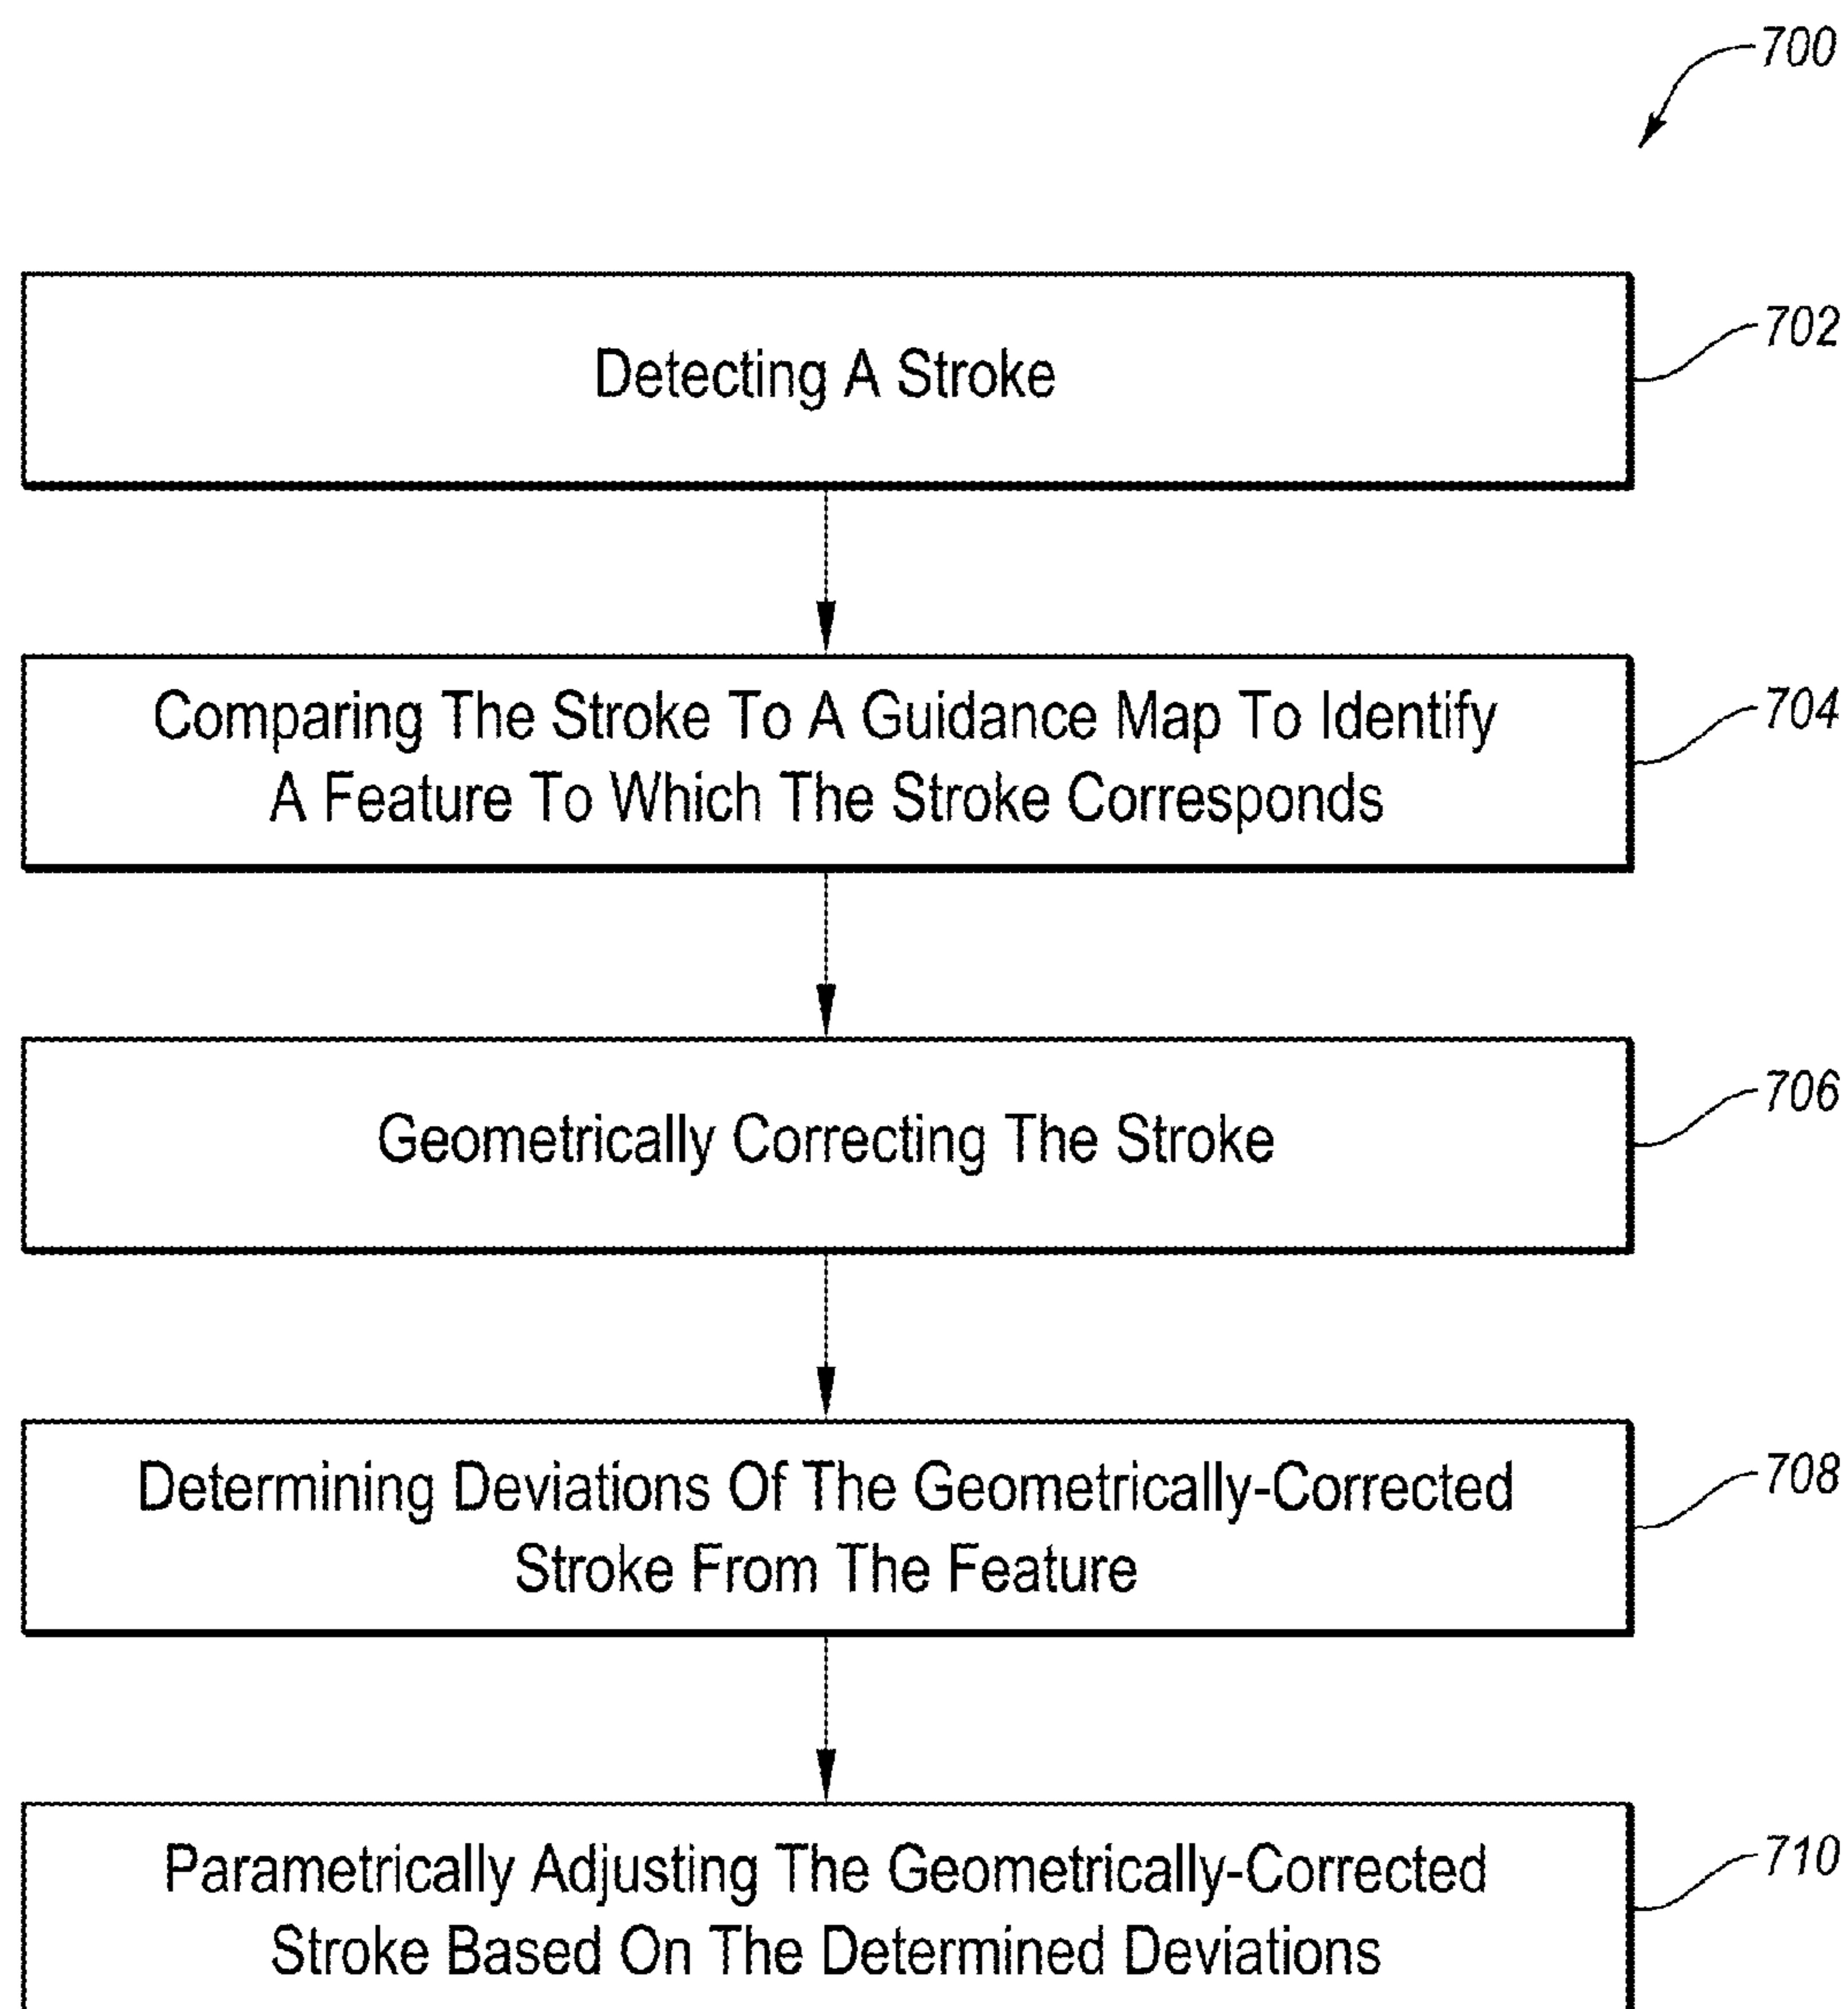 700
Detecting A Stroke
702
Comparing The Stroke To A Guidance Map To Identify
A Feature To Which The Stroke Corresponds
704
Geometrically Correcting The Stroke
706
Determining Deviations Of The Geometrically-Corrected
Stroke From The Feature
708
Parametrically Adjusting The Geometrically-Corrected
Stroke Based On The Determined Deviations
710